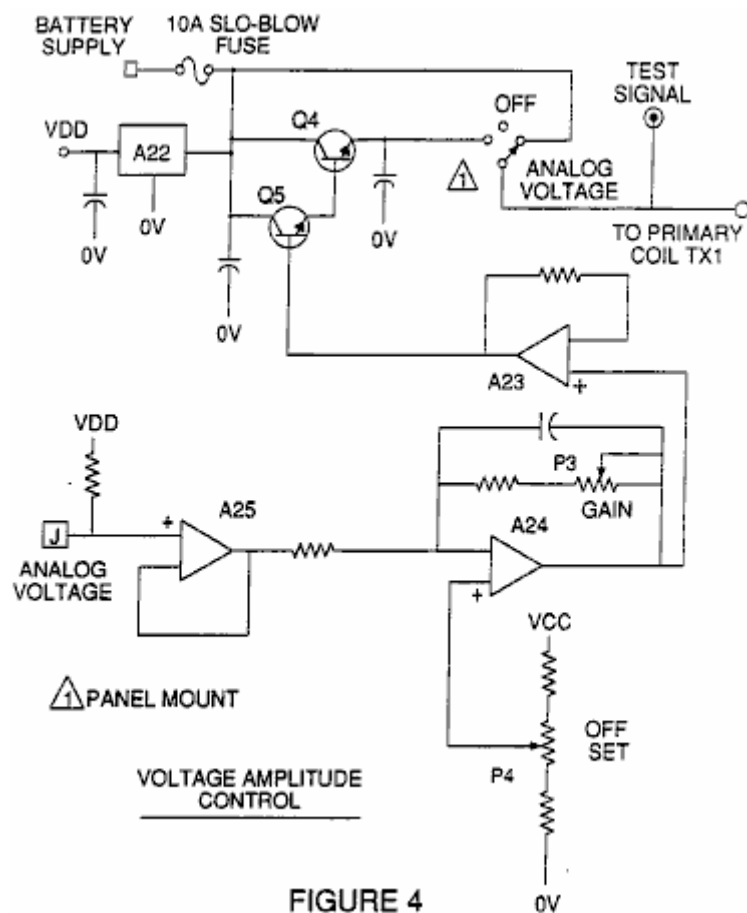 BATTERY
SUPPLY
10A SLO-BLOW
FUSE
TEST
SIGNAL
OFF
Q4
VDD
A22
1
ANALOG
VOLTAGE
Q5
0V
0V
0V
0V
TO PRIMARY
COIL TX1
A23
+
VDD
P3
GAIN
A25
+
J
ANALOG
VOLTAGE
A24
+
VCC
1 PANEL MOUNT
OFF
SET
P4
VOLTAGE AMPLITUDE
CONTROL
0V
FIGURE 4